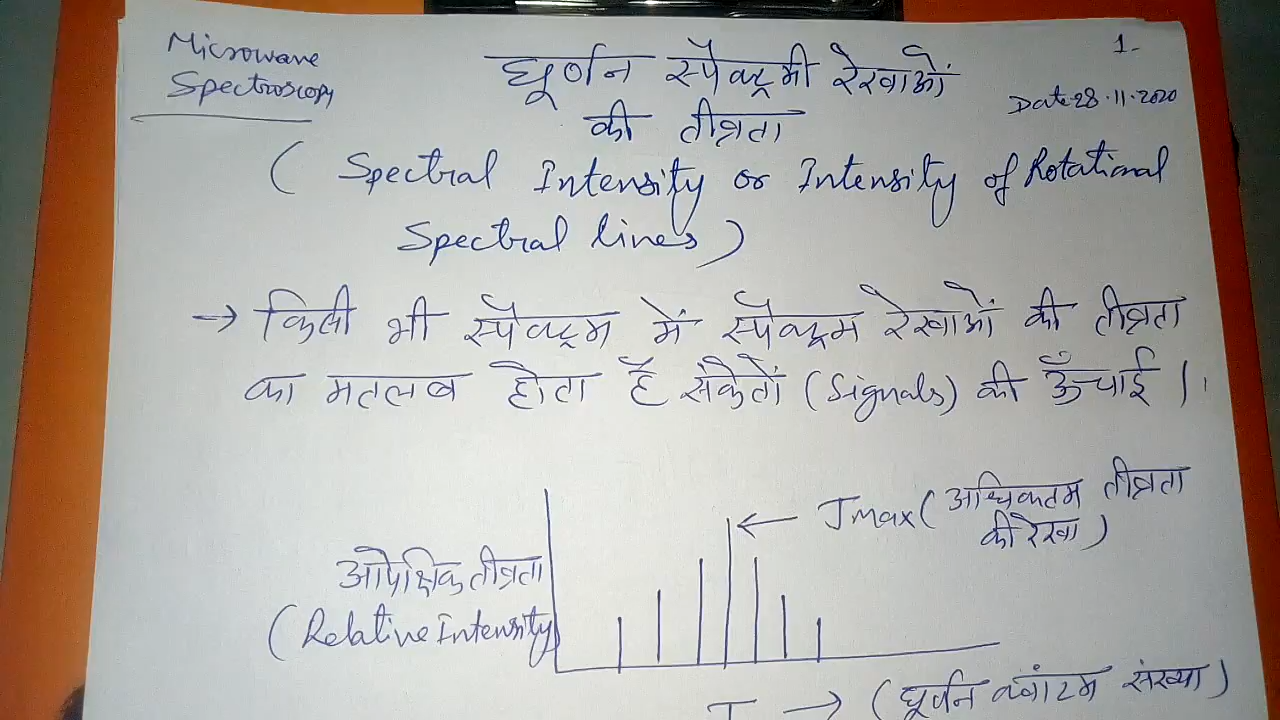 Microwave
Spectroscopy
1-
घूर्णन स्पैक्ट्रमी रेखाओं
की तीव्रता
Date 28.11.2020
( Spectral Intensity or Intensity of Rotational
Spectral lines )
→ किसी भी स्पैक्ट्रम में स्पैक्ट्रम रेखाओं की तीव्रता
का मतलब होता है संकेतों (Signals) की ऊँचाई ।
← Jmax ( अधिकतम तीव्रता
की रेखा )
आपेक्षिक तीव्रता
( Relative Intensity
J → ( घूर्णन क्वांटम संख्या )